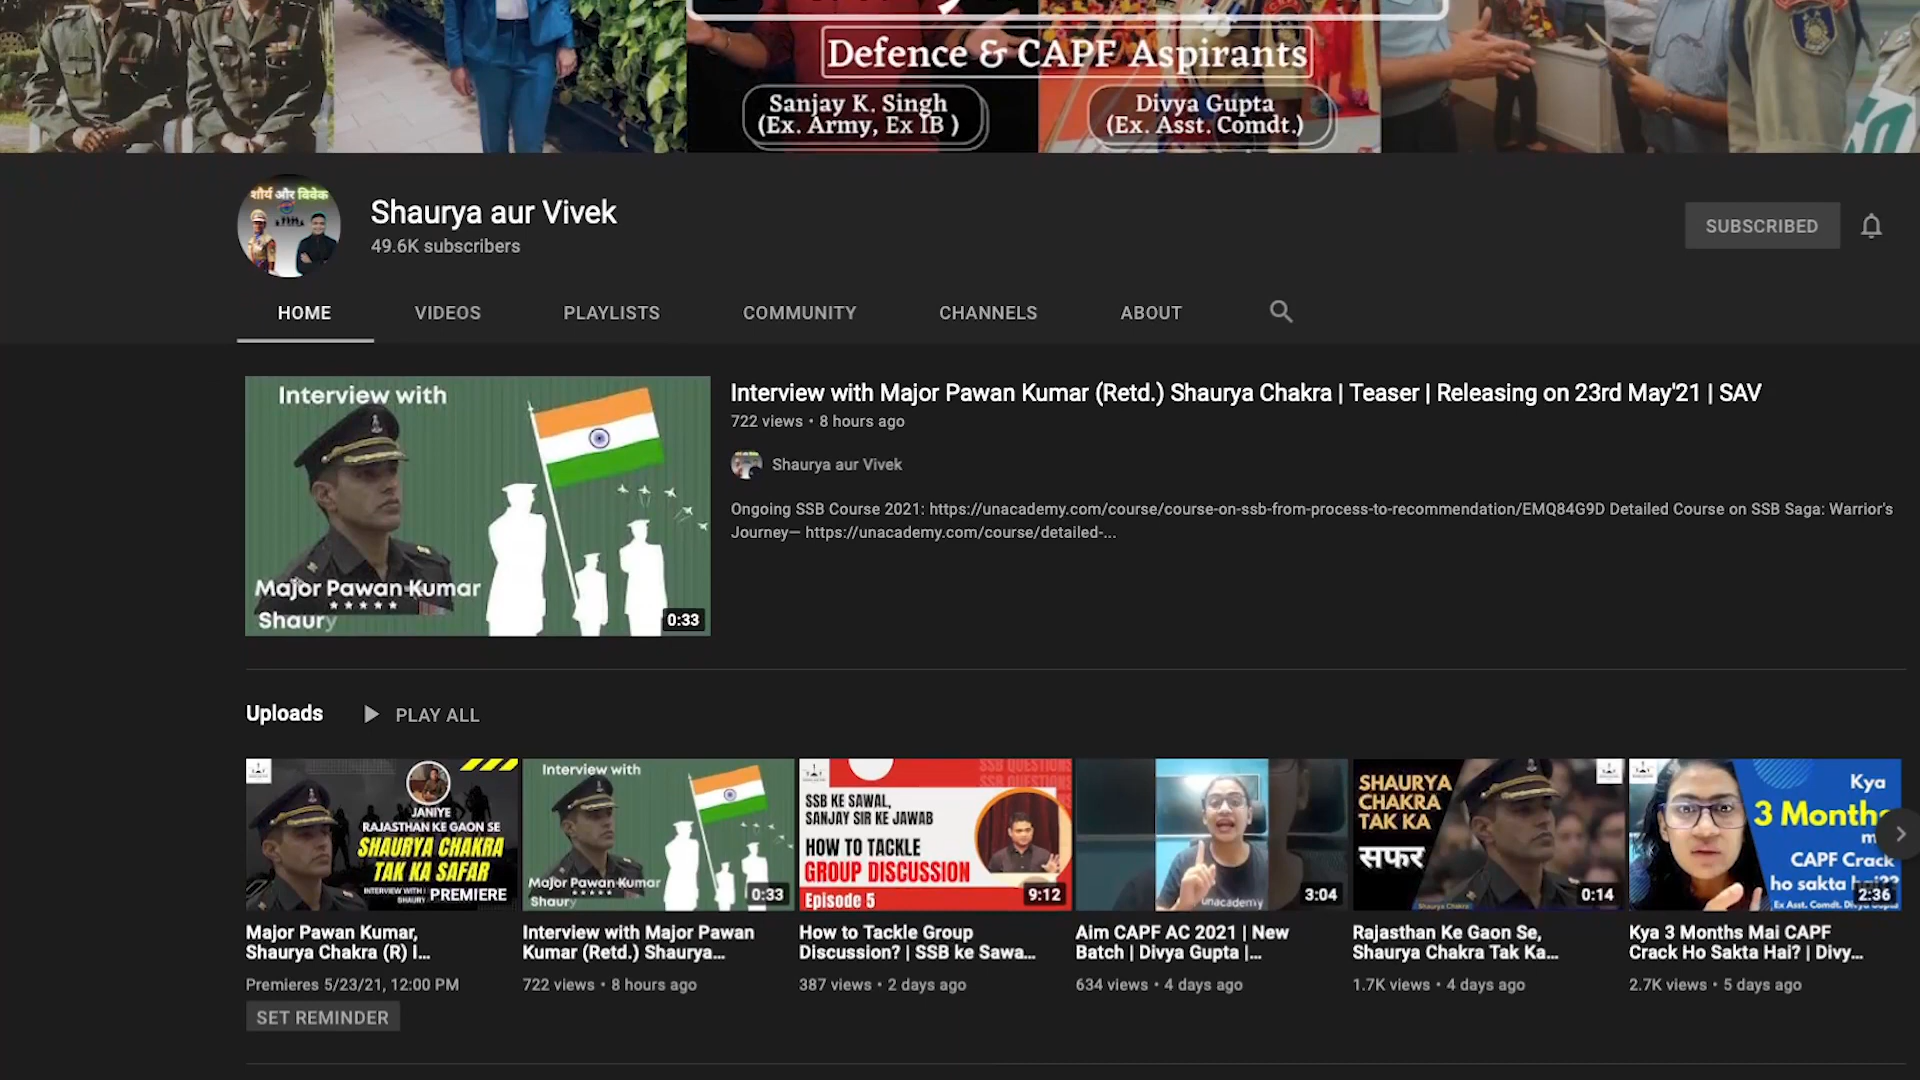 Defence & CAPF Aspirants
Sanjay K. Singh
(Ex. Army, Ex IB )
Divya Gupta
(Ex. Asst. Comdt.)
शौर्य और विवेक
Shaurya aur Vivek
49.6K subscribers
SUBSCRIBED
HOME
VIDEOS
PLAYLISTS
COMMUNITY
CHANNELS
ABOUT
Interview with
Major Pawan Kumar
Shaury
0:33
Interview with Major Pawan Kumar (Retd.) Shaurya Chakra | Teaser | Releasing on 23rd May'21 | SAV
722 views • 8 hours ago
Shaurya aur Vivek
Ongoing SSB Course 2021: https://unacademy.com/course/course-on-ssb-from-process-to-recommendation/EMQ84G9D Detailed Course on SSB Saga: Warrior's
Journey— https://unacademy.com/course/detailed-...
Uploads
PLAY ALL
JANIYE
RAJASTHAN KE GAON SE
SHAURYA CHAKRA
TAK KA SAFAR
INTERVIEW WITH
SHAURY
PREMIERE
Major Pawan Kumar,
Shaurya Chakra (R) i...
Premieres 5/23/21, 12:00 PM
SET REMINDER
Interview with
Major Pawan Kumar
Shaury
0:33
Interview with Major Pawan
Kumar (Retd.) Shaurya...
722 views • 8 hours ago
SSB QUESTIONS
SSB QUESTIONS
SSB KE SAWAL,
SANJAY SIR KE JAWAB
HOW TO TACKLE
GROUP DISCUSSION
Episode 5
9:12
How to Tackle Group
Discussion? | SSB ke Sawa...
387 views • 2 days ago
unacademy
3:04
Aim CAPF AC 2021 | New
Batch | Divya Gupta |...
634 views • 4 days ago
SHAURYA
CHAKRA
TAK KA
सफर
Shaurya Chakra
0:14
Rajasthan Ke Gaon Se,
Shaurya Chakra Tak Ka...
1.7K views • 4 days ago
Kya
3 Months
CAPF Crack
ho sakta hai??
Ex Asst. Comdt. Divya Gupta
2:36
Kya 3 Months Mai CAPF
Crack Ho Sakta Hai? | Divy...
2.7K views • 5 days ago